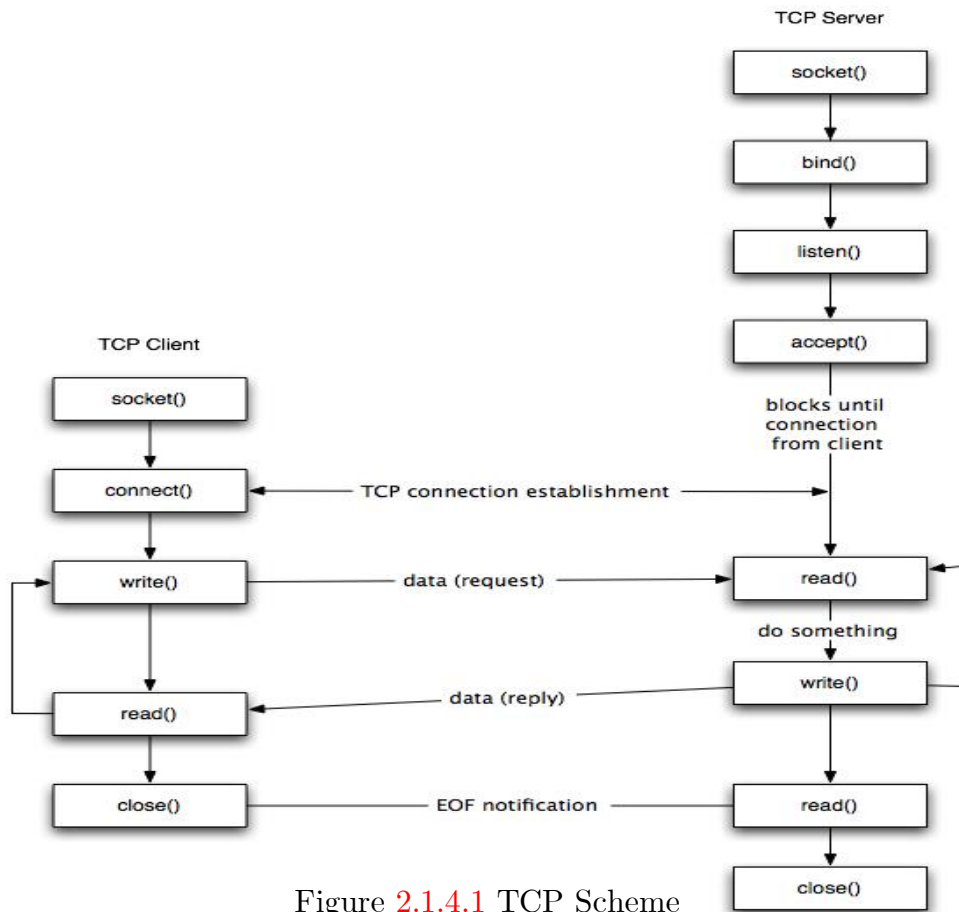 TCP Server
socket()
bind()
listen()
accept()
blocks until
connection
from client
TCP Client
socket()
connect()
TCP connection establishment
write()
data (request)
read()
do something
write()
data (reply)
read()
close()
EOF notification
read()
close()
Figure 2.1.4.1 TCP Scheme